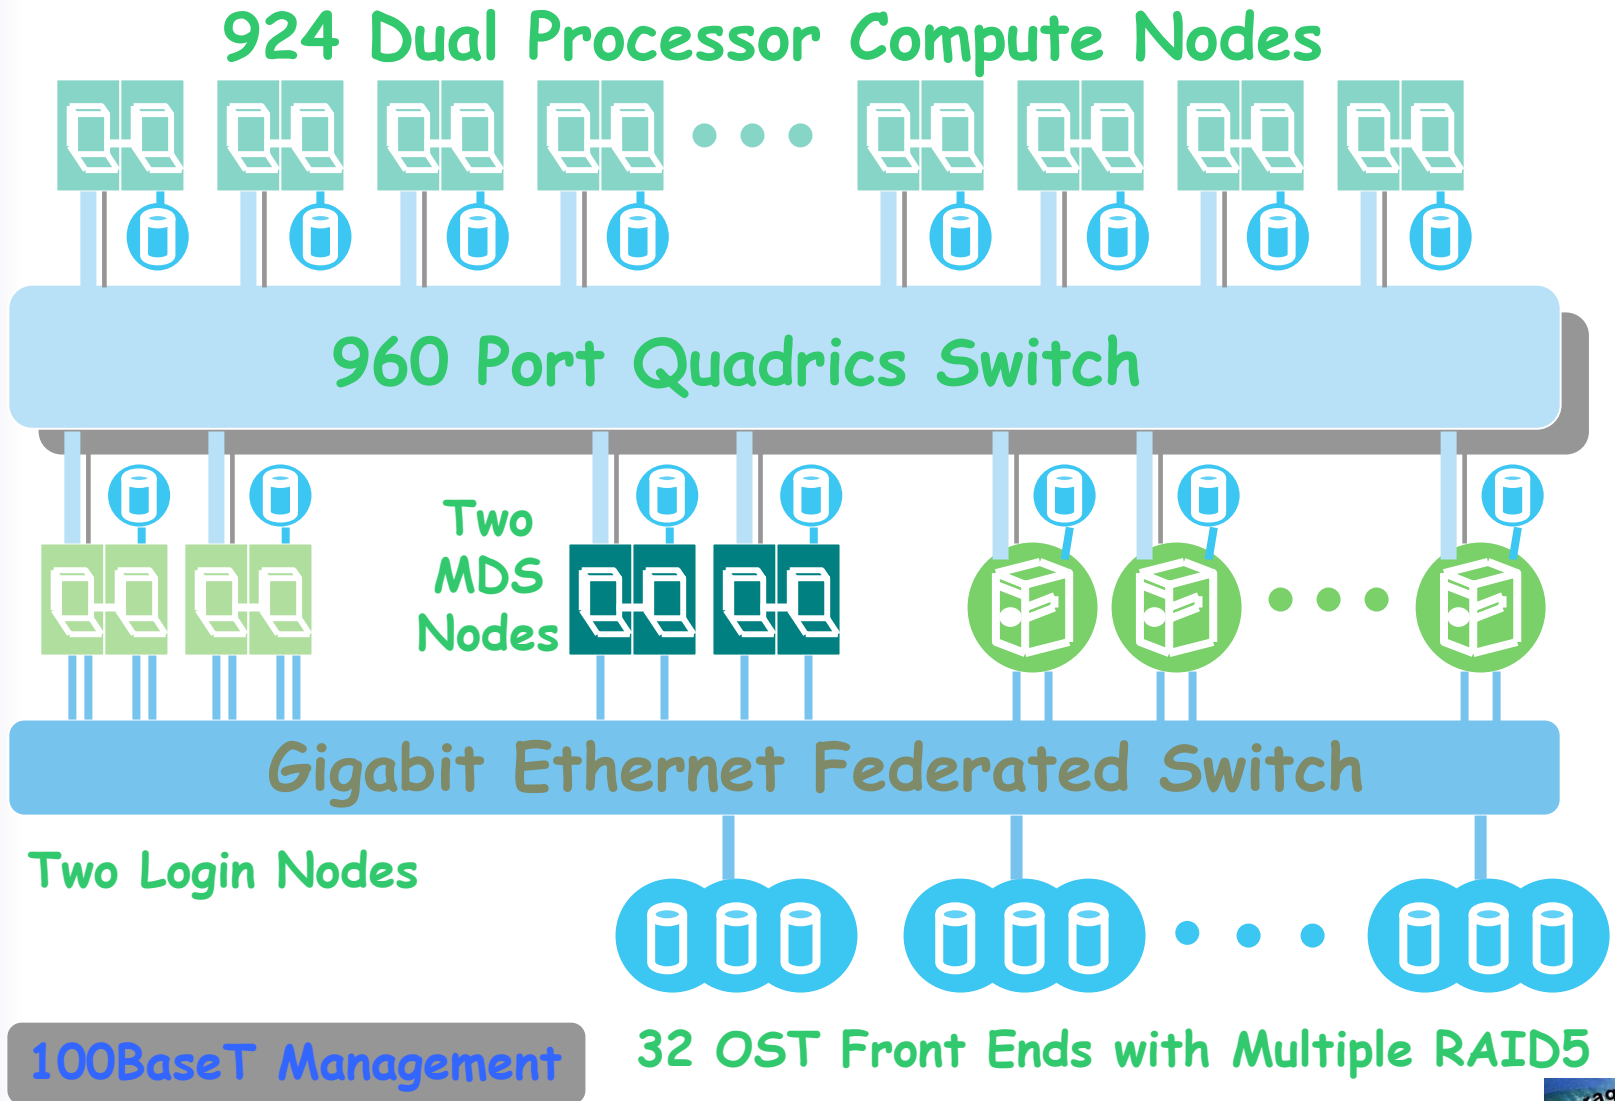 924 Dual Processor Compute Nodes
960 Port Quadrics Switch
Two
MDS
Nodes
Gigabit Ethernet Federated Switch
Two Login Nodes
32 OST Front Ends with Multiple RAID5
100BaseT Management